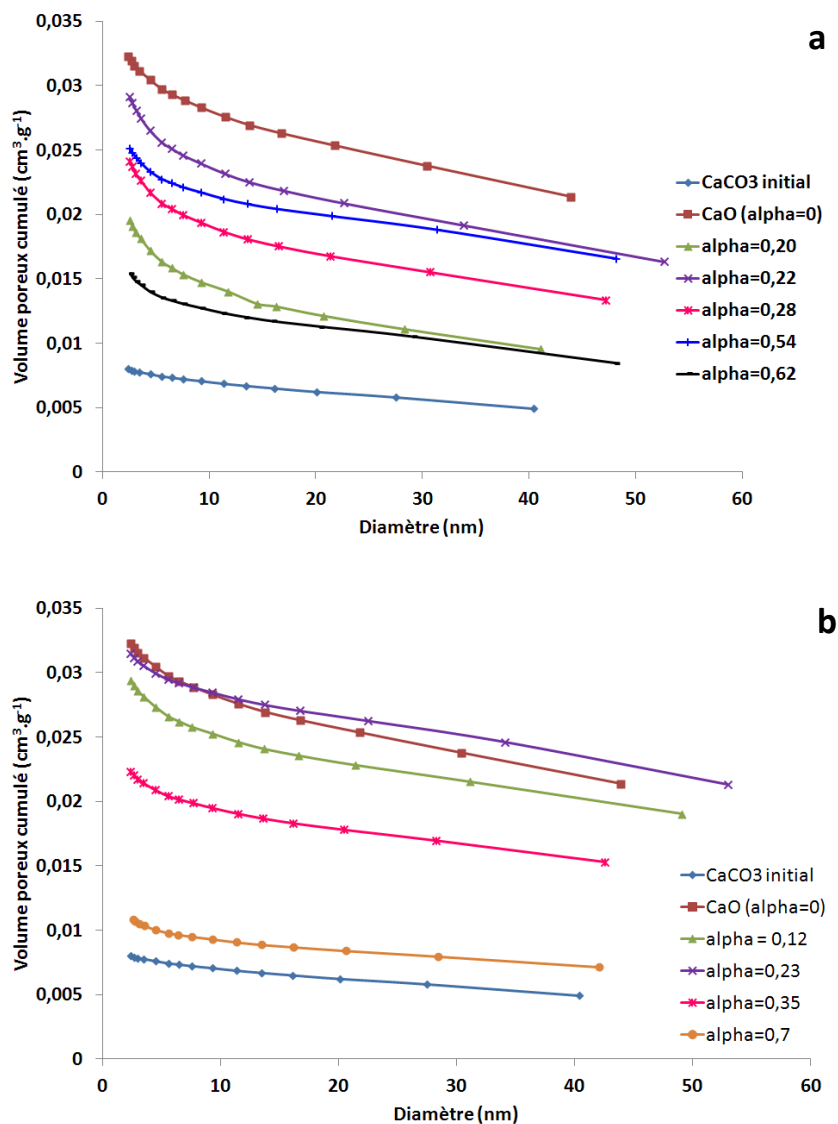 a
Volume poreux cumulé (cm³.g⁻¹)
0,035
0,03
0,025
0,02
0,015
0,01
0,005
0
0
10
20
30
40
50
60
Diamètre (nm)
CaCO3 initial
CaO (alpha=0)
alpha=0,20
alpha=0,22
alpha=0,28
alpha=0,54
alpha=0,62
b
Volume poreux cumulé (cm³.g⁻¹)
0,035
0,03
0,025
0,02
0,015
0,01
0,005
0
0
10
20
30
40
50
60
Diamètre (nm)
CaCO3 initial
CaO (alpha=0)
alpha = 0,12
alpha=0,23
alpha=0,35
alpha=0,7